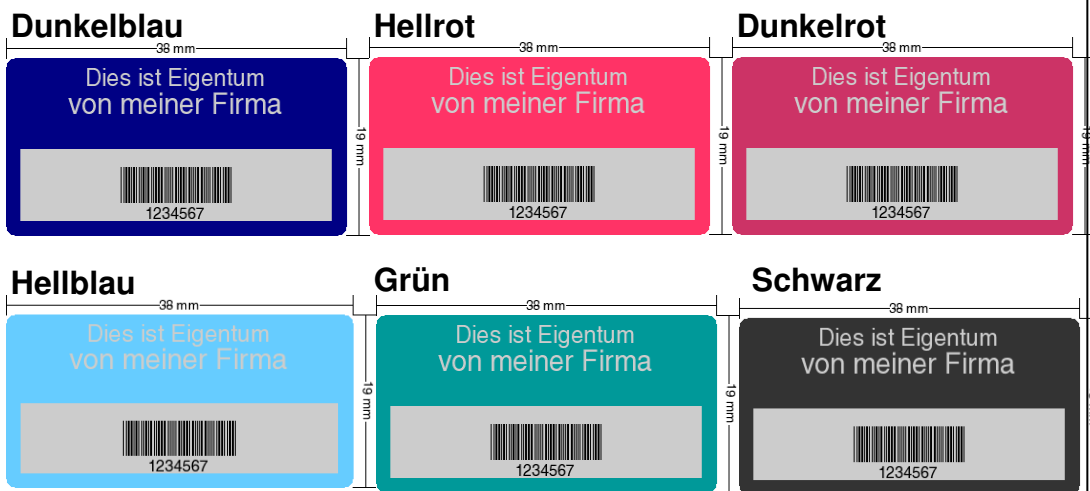 Dunkelblau
38 mm
Dies ist Eigentum
von meiner Firma
19 mm
1234567
Hellrot
38 mm
Dies ist Eigentum
von meiner Firma
19 mm
1234567
Dunkelrot
38 mm
Dies ist Eigentum
von meiner Firma
19 mm
1234567
Hellblau
38 mm
Dies ist Eigentum
von meiner Firma
19 mm
1234567
Grün
38 mm
Dies ist Eigentum
von meiner Firma
19 mm
1234567
Schwarz
38 mm
Dies ist Eigentum
von meiner Firma
1234567